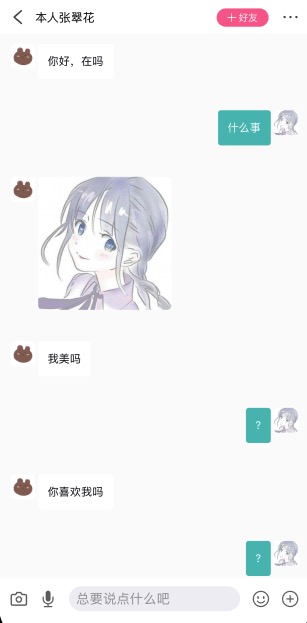 本人张翠花
+ 好友
你好，在吗
什么事
我美吗
？
你喜欢我吗
？
总要说点什么吧